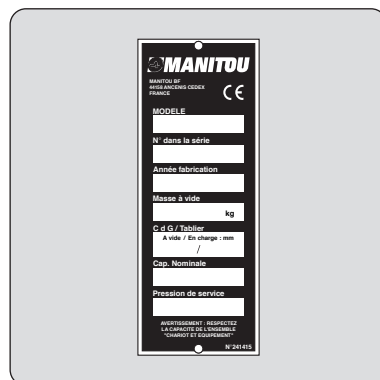 MANITOU
MANITOU BF
44158 ANCENIS CEDEX
FRANCE
CE
MODELE
N° dans la série
Année fabrication
Masse à vide
kg
C d G / Tablier
A vide / En charge : mm
/
Cap. Nominale
Pression de service
AVERTISSEMENT : RESPECTEZ
LA CAPACITE DE L'ENSEMBLE
"CHARIOT ET EQUIPEMENT"
N°241415